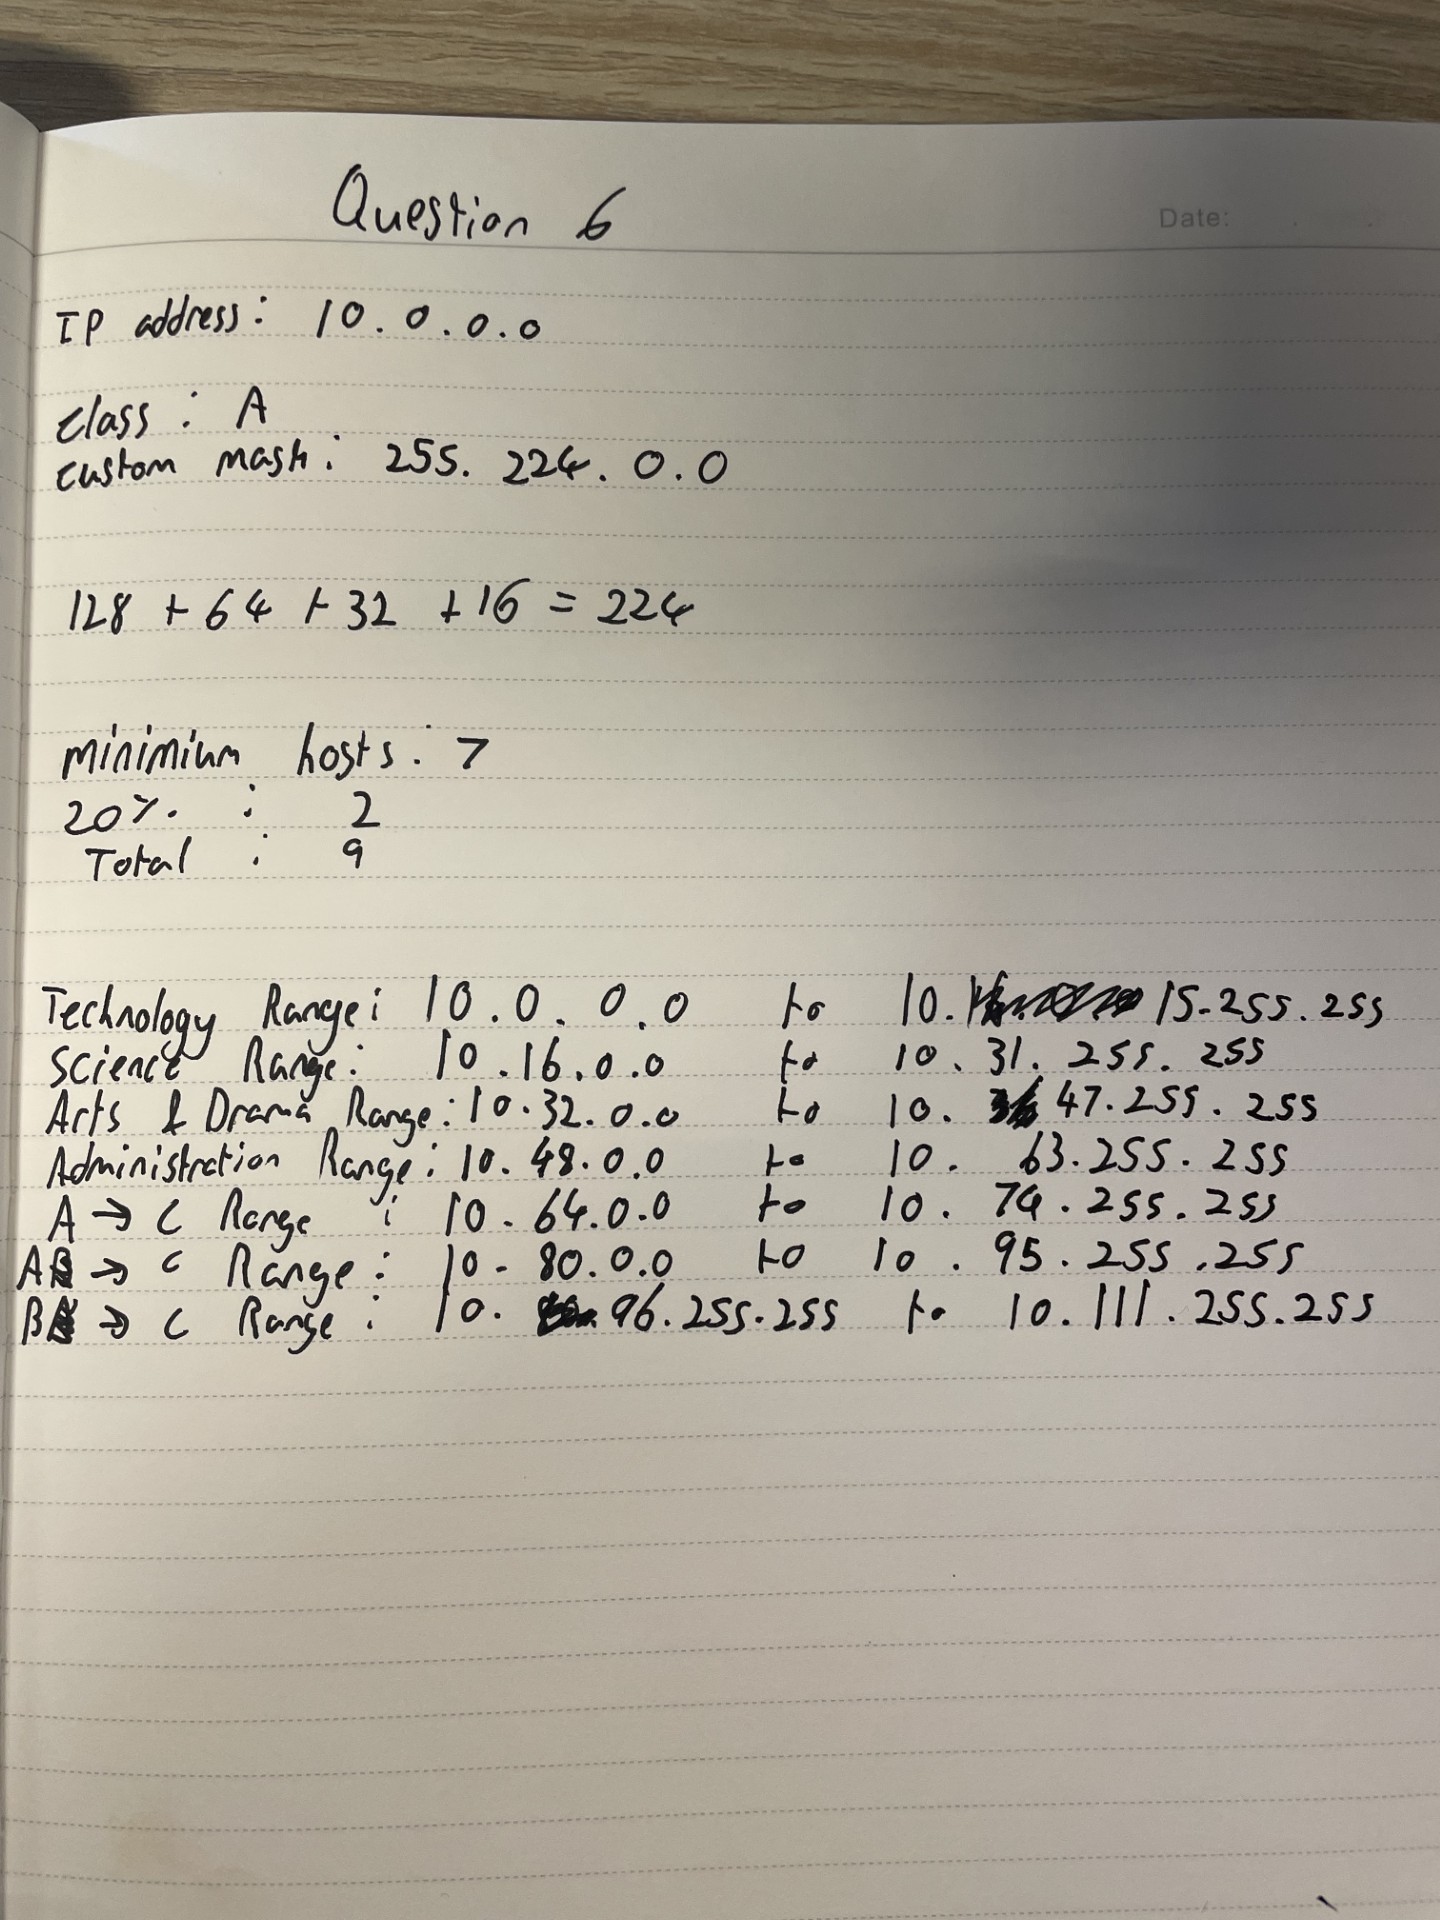 Question 6
Date:
IP address: 10.0.0.0
class: A
custom mask: 255.224.0.0
128 + 64 + 32 + 16 = 224
minimium hosts: 7
20% : 2
Total : 9
Technology Range: 10.0.0.0 to 10. 15.255.255
Science Range: 10.16.0.0 to 10.31.255.255
Arts & Drama Range: 10.32.0.0 to 10. 47.255.255
Administration Range: 10.48.0.0 to 10.63.255.255
A → C Range : 10.64.0.0 to 10.74.255.255
AB → C Range: 10.80.0.0 to 10.95.255.255
B → C Range: 10. 96.255.255 to 10.111.255.255